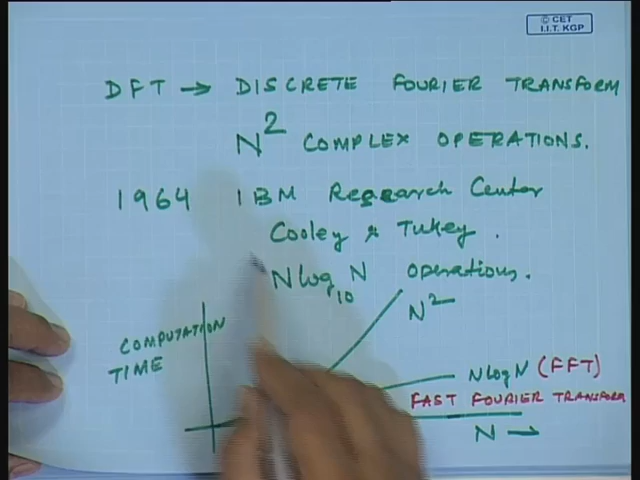 © CET
I.I.T. KGP
DFT → DISCRETE FOURIER TRANSFORM
N² COMPLEX OPERATIONS.
1964 IBM Research Center
Cooley & Tukey.
N log₁₀ N operations.
N²
COMPUTATION
TIME
N log N (FFT)
FAST FOURIER TRANSFORM
N →